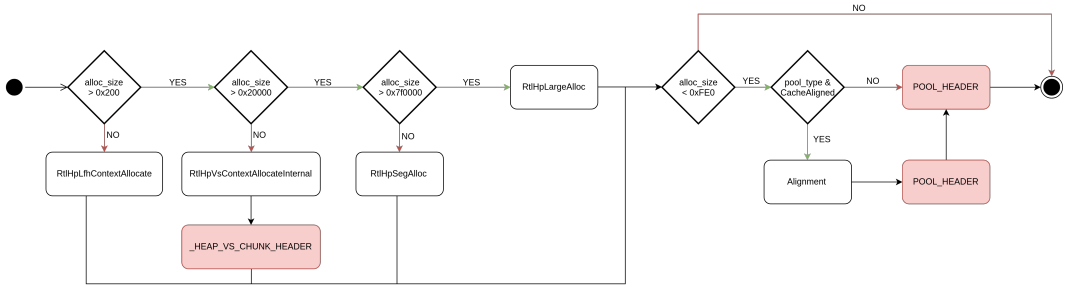 NO
alloc_size
> 0x200
YES
alloc_size
> 0x20000
YES
alloc_size
> 0x7f0000
YES
RtlHpLargeAlloc
alloc_size
< 0xFE0
YES
pool_type &
CacheAligned
NO
POOL_HEADER
NO
NO
NO
YES
RtlHpLfhContextAllocate
RtlHpVsContextAllocateInternal
RtlHpSegAlloc
Alignment
POOL_HEADER
_HEAP_VS_CHUNK_HEADER